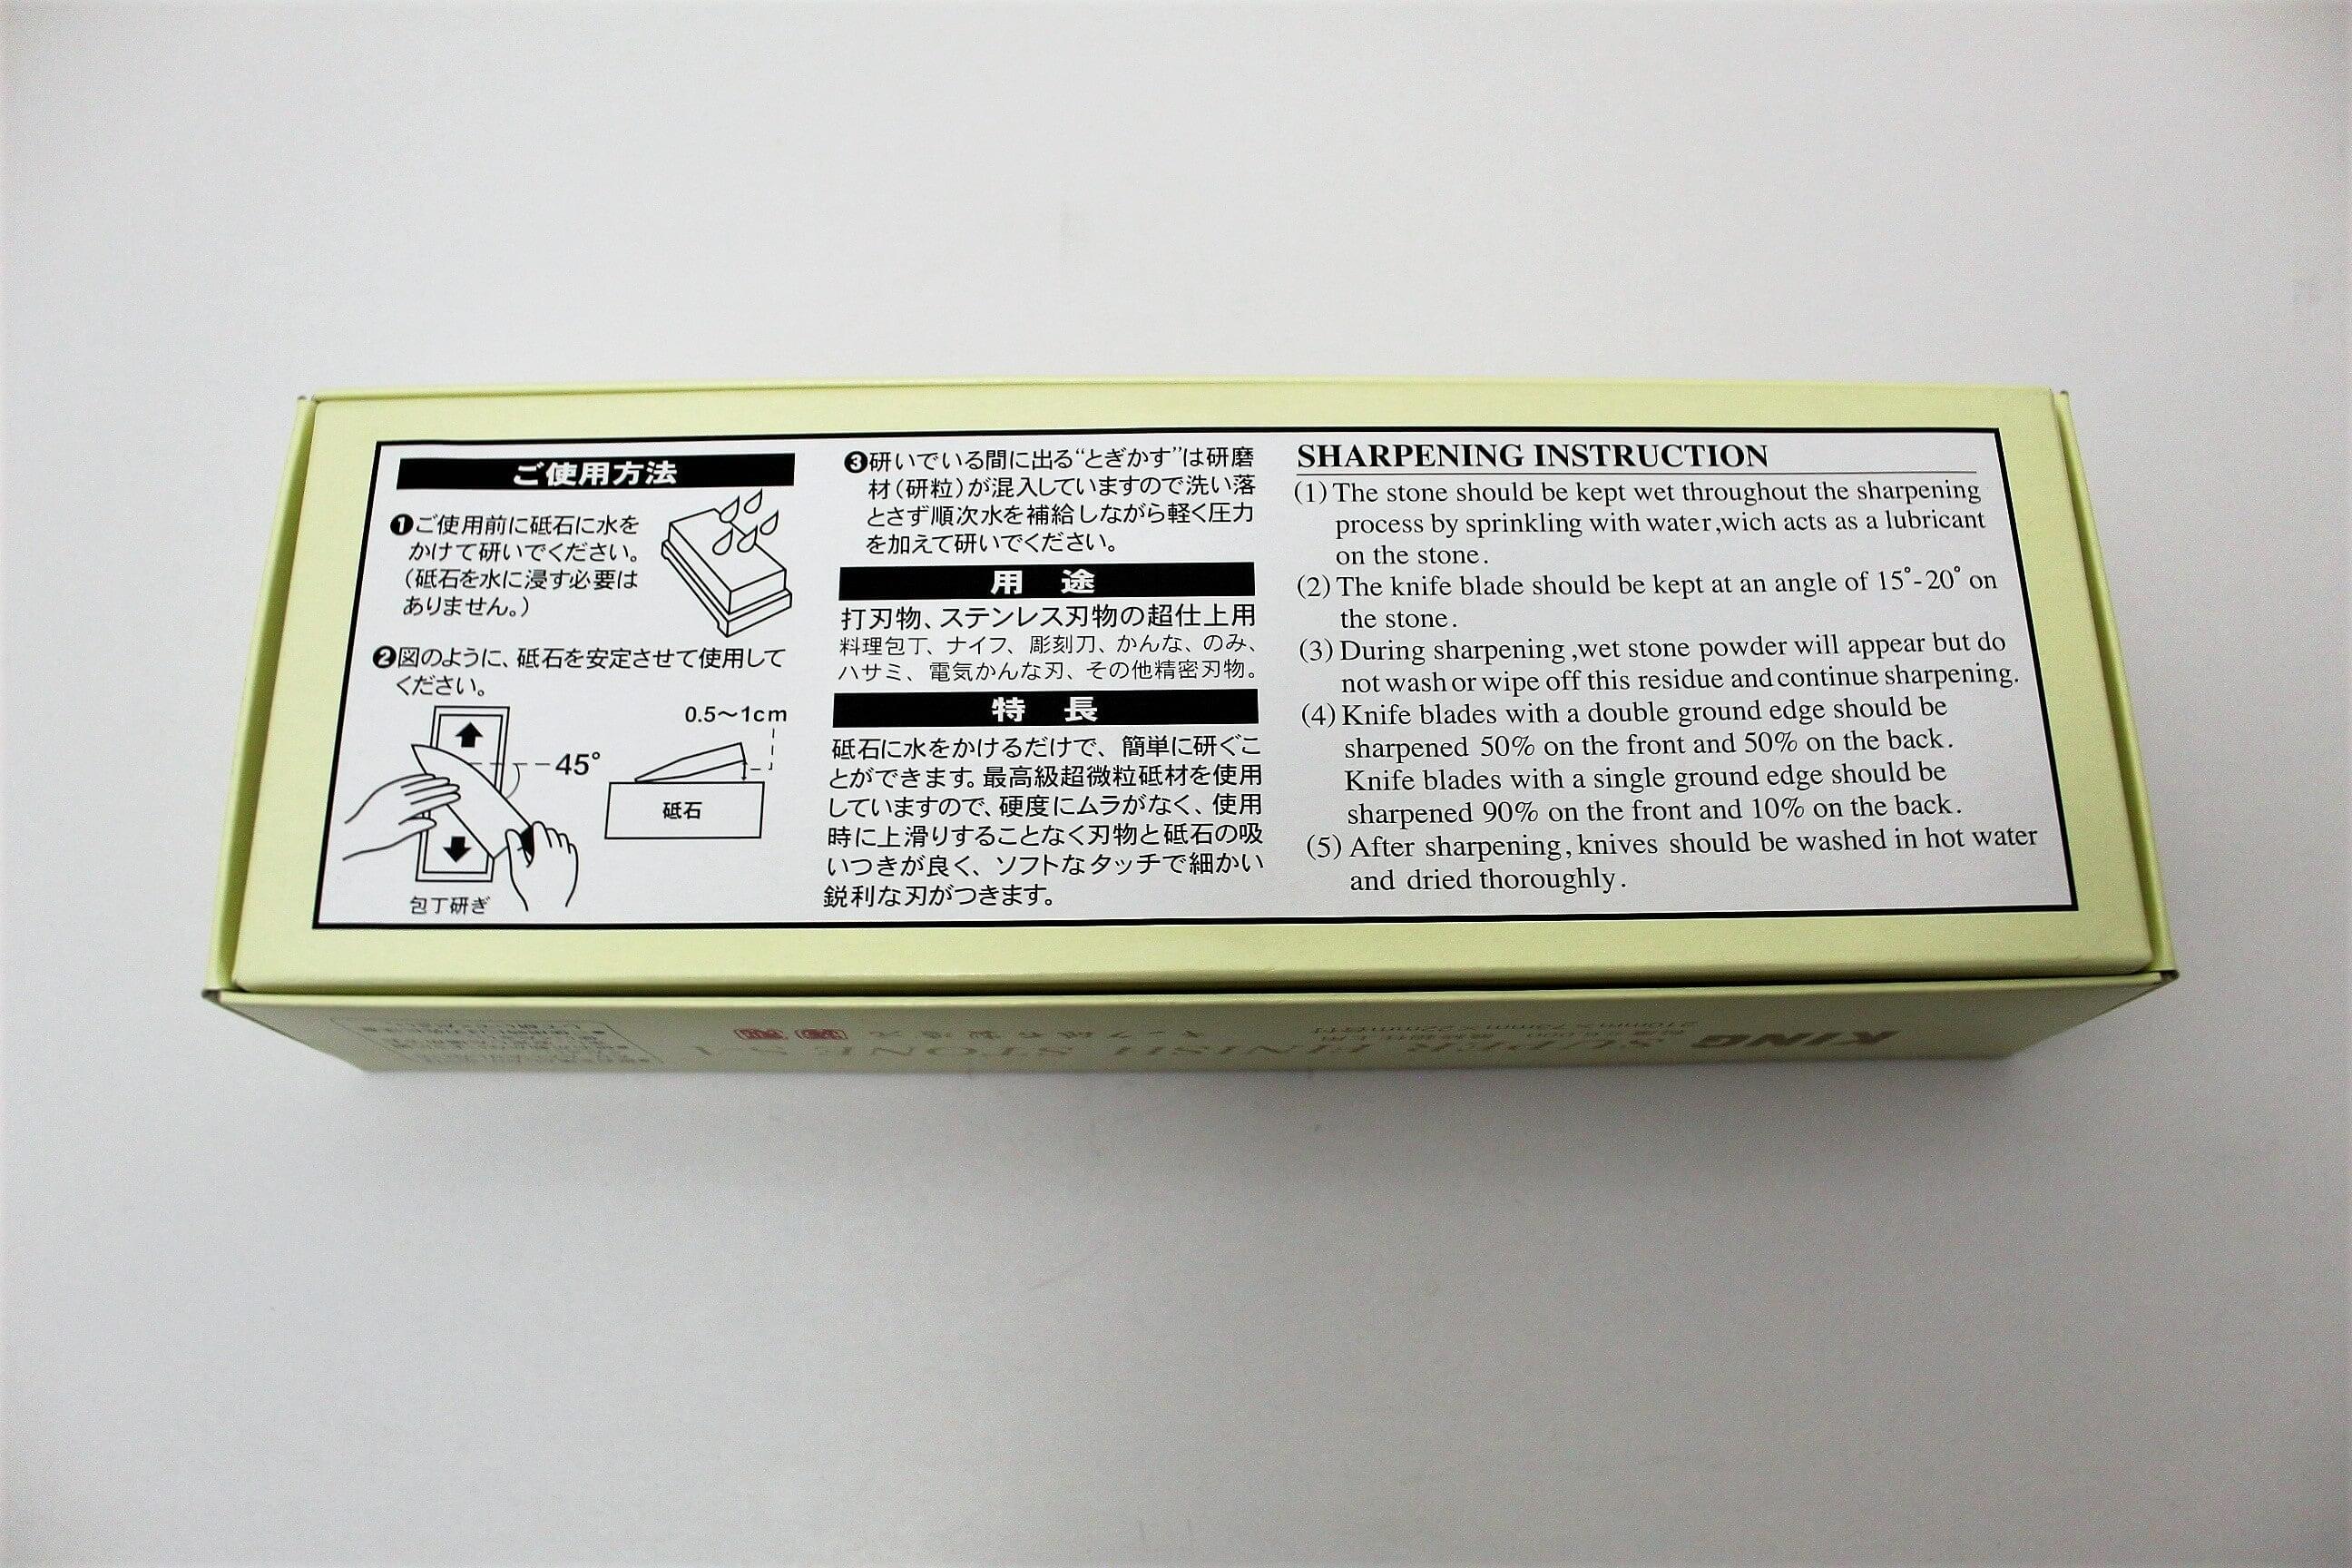 ご使用方法
❶ご使用前に砥石に水を
かけて研いでください。
(砥石を水に浸す必要は
ありません。)
❷図のように、砥石を安定させて使用して
ください。
45°
包丁研ぎ
0.5〜1cm
砥石
❸研いでいる間に出る“とぎかす”は研磨
材(研粒)が混入していますので洗い落
とさず順次水を補給しながら軽く圧力
を加えて研いでください。
用 途
打刃物、ステンレス刃物の超仕上用
料理包丁、ナイフ、彫刻刀、かんな、のみ、
ハサミ、電気かんな刃、その他精密刃物。
特 長
砥石に水をかけるだけで、簡単に研ぐこ
とができます。最高級超微粒砥材を使用
していますので、硬度にムラがなく、使用
時に上滑りすることなく刃物と砥石の吸
いつきが良く、ソフトなタッチで細かい
鋭利な刃がつきます。
SHARPENING INSTRUCTION
(1) The stone should be kept wet throughout the sharpening
process by sprinkling with water,wich acts as a lubricant
on the stone.
(2) The knife blade should be kept at an angle of 15°-20° on
the stone.
(3) During sharpening,wet stone powder will appear but do
not wash or wipe off this residue and continue sharpening.
(4) Knife blades with a double ground edge should be
sharpened 50% on the front and 50% on the back.
Knife blades with a single ground edge should be
sharpened 90% on the front and 10% on the back.
(5) After sharpening, knives should be washed in hot water
and dried thoroughly.
KING
SUPER FINISH STONE
210mm×73mm×22mm